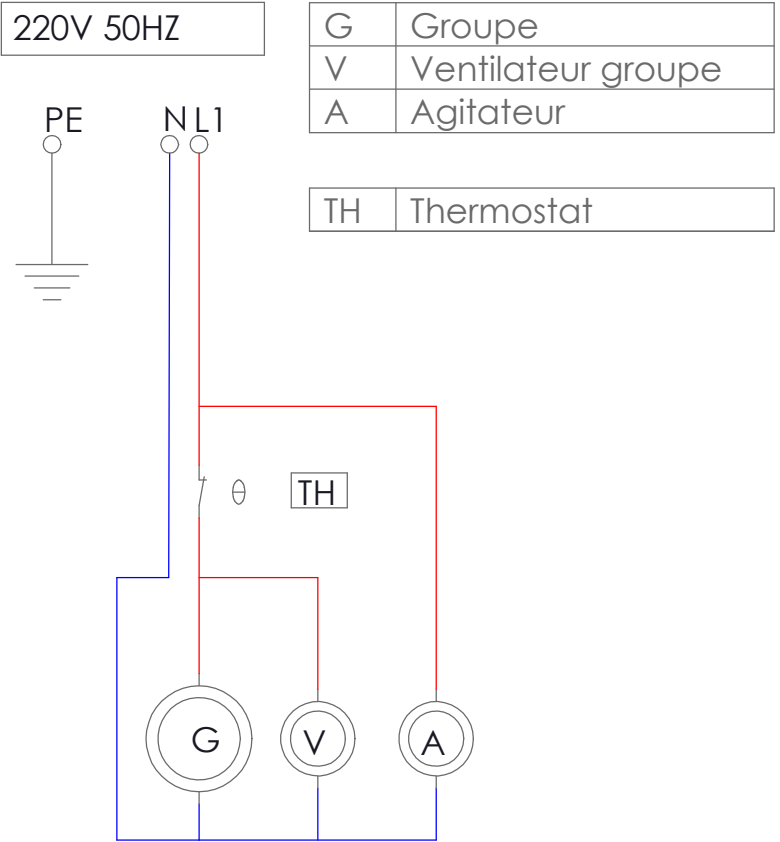 220V 50HZ
G Groupe
V Ventilateur groupe
A Agitateur
PE N L1
TH Thermostat
θ TH
G V A